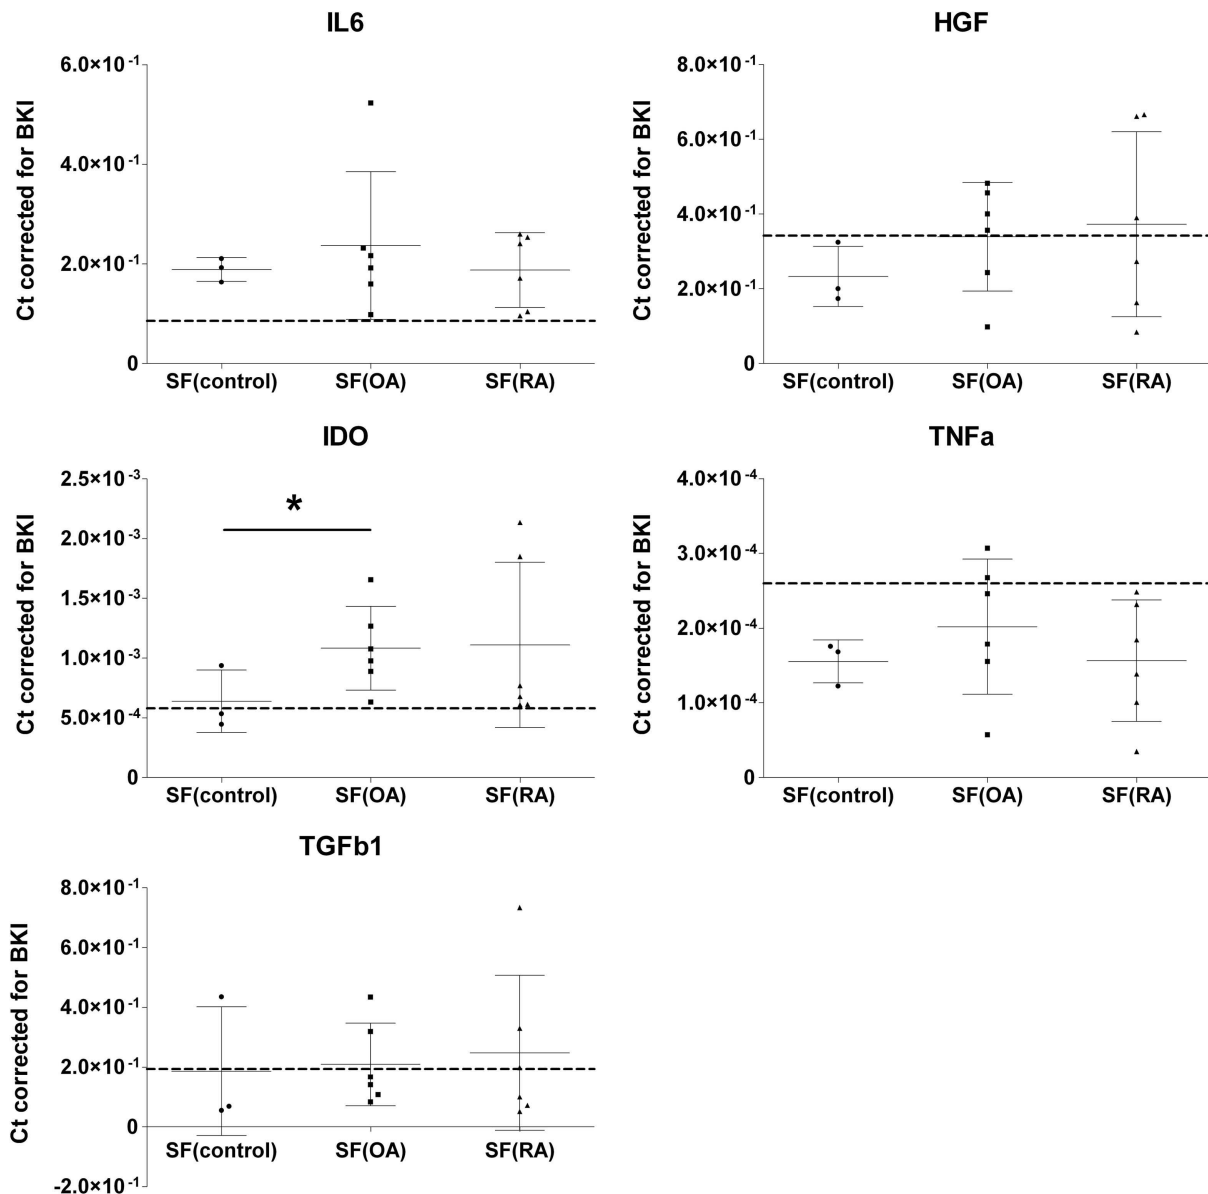 IL6
Ct corrected for BKI
6.0×10⁻¹
4.0×10⁻¹
2.0×10⁻¹
0
SF(control) SF(OA) SF(RA)
HGF
Ct corrected for BKI
8.0×10⁻¹
6.0×10⁻¹
4.0×10⁻¹
2.0×10⁻¹
0
SF(control) SF(OA) SF(RA)
IDO
Ct corrected for BKI
2.5×10⁻³
2.0×10⁻³
1.5×10⁻³
1.0×10⁻³
5.0×10⁻⁴
0
*
SF(control) SF(OA) SF(RA)
TNFa
Ct corrected for BKI
4.0×10⁻⁴
3.0×10⁻⁴
2.0×10⁻⁴
1.0×10⁻⁴
0
SF(control) SF(OA) SF(RA)
TGFb1
Ct corrected for BKI
8.0×10⁻¹
6.0×10⁻¹
4.0×10⁻¹
2.0×10⁻¹
0
-2.0×10⁻¹
SF(control) SF(OA) SF(RA)